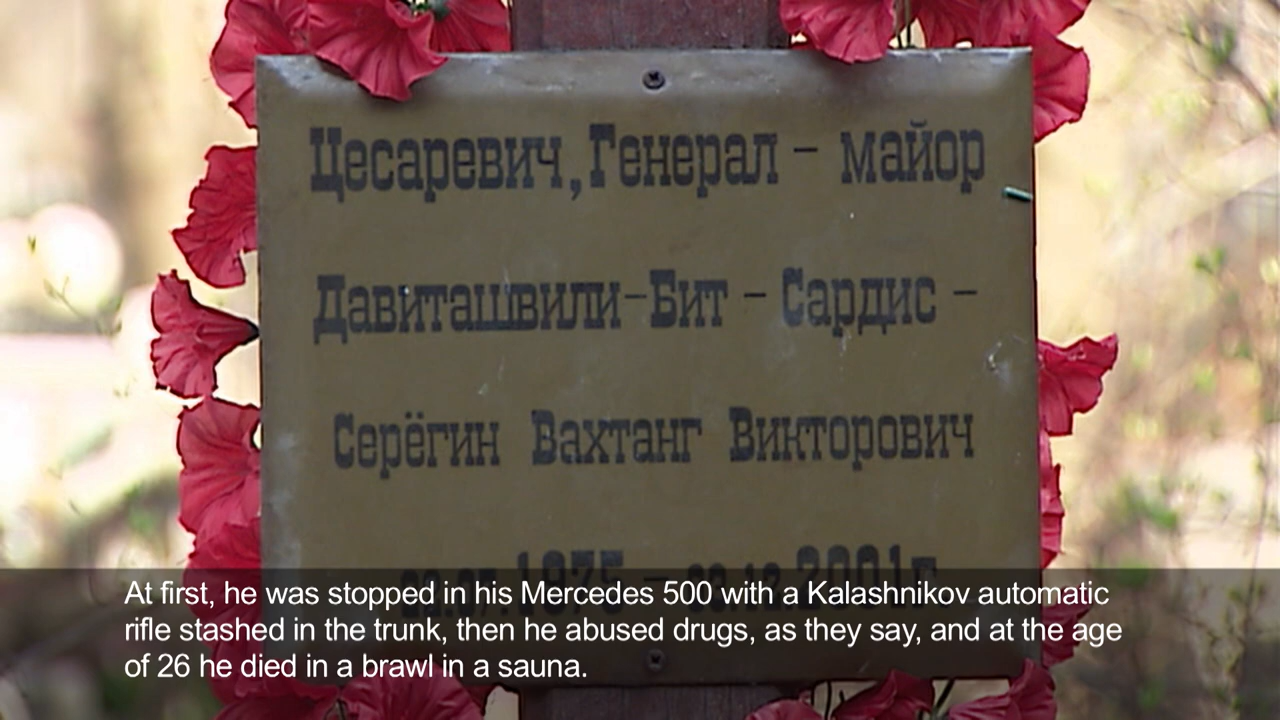 Цесаревич, Генерал - майор
Давиташвили-Бит - Сардис -
Серёгин Вахтанг Викторович
1975 - 2001г.
At first, he was stopped in his Mercedes 500 with a Kalashnikov automatic
rifle stashed in the trunk, then he abused drugs, as they say, and at the age
of 26 he died in a brawl in a sauna.